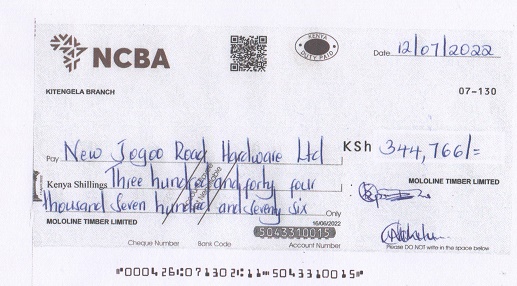 NCBA
KENYA
DUTY PAID
Date 12/07/2022
KITENGELA BRANCH
07-130
Pay New Jogoo Road Hardware Ltd KSh 344,766/=
Kenya Shillings Three hundred and forty four
MOLOLINE TIMBER LIMITED
thousand Seven hundred and seventy six Only
MOLOLINE TIMBER LIMITED
16/06/2022
5043310015
Cheque Number Bank Code Account Number
Please DO NOT write in the space below
⑈000426⑆07130211⑈5043310015⑈